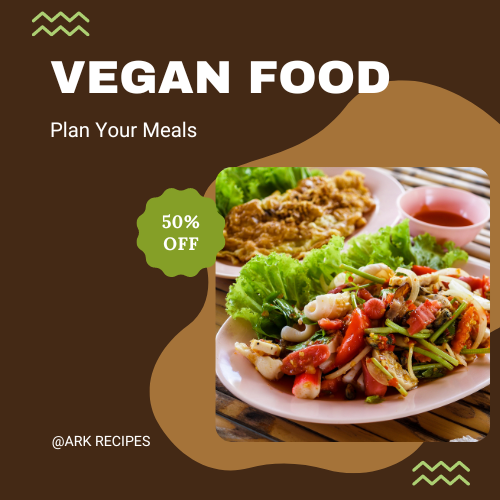 VEGAN FOOD
Plan Your Meals
50%
OFF
@ARK RECIPES